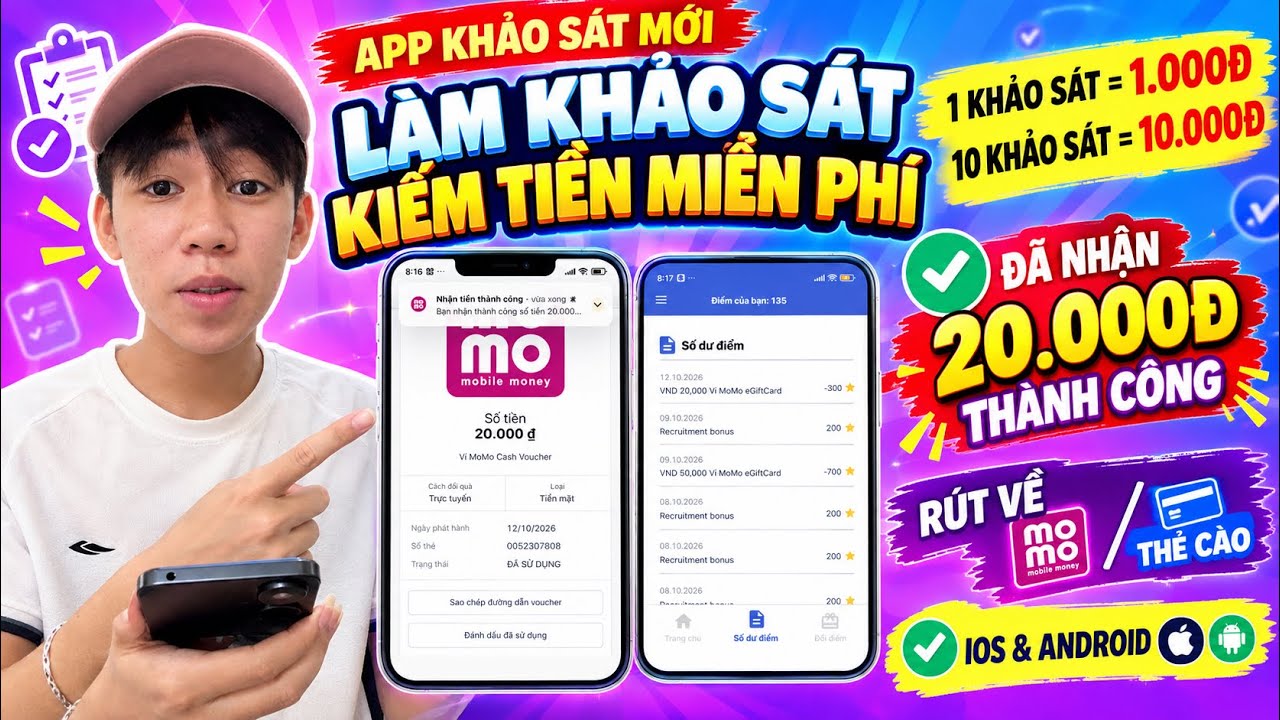 APP KHẢO SÁT MỚI
LÀM KHẢO SÁT
KIẾM TIỀN MIỄN PHÍ
1 KHẢO SÁT = 1.000Đ
10 KHẢO SÁT = 10.000Đ
ĐÃ NHẬN
20.000Đ
THÀNH CÔNG
RÚT VỀ
mo
mo
mobile money
/
THẺ CÀO
IOS & ANDROID
8:16
Nhận tiền thành công · vừa xong
Bạn nhận thành công số tiền 20.000...
mo
mo
mobile money
Số tiền
20.000 ₫
Ví MoMo Cash Voucher
Cách đổi quà
Trực tuyến
Loại
Tiền mặt
Ngày phát hành 12/10/2026
Số thẻ 0052307808
Trạng thái ĐÃ SỬ DỤNG
Sao chép đường dẫn voucher
Đánh dấu đã sử dụng
8:17
Điểm của bạn: 135
Số dư điểm
12.10.2026
VND 20,000 Ví MoMo eGiftCard -300
09.10.2026
Recruitment bonus 200
09.10.2026
VND 50,000 Ví MoMo eGiftCard -700
08.10.2026
Recruitment bonus 200
08.10.2026
Recruitment bonus 200
08.10.2026
Recruitment bonus 200
Trang chủ
Số dư điểm
Đổi điểm